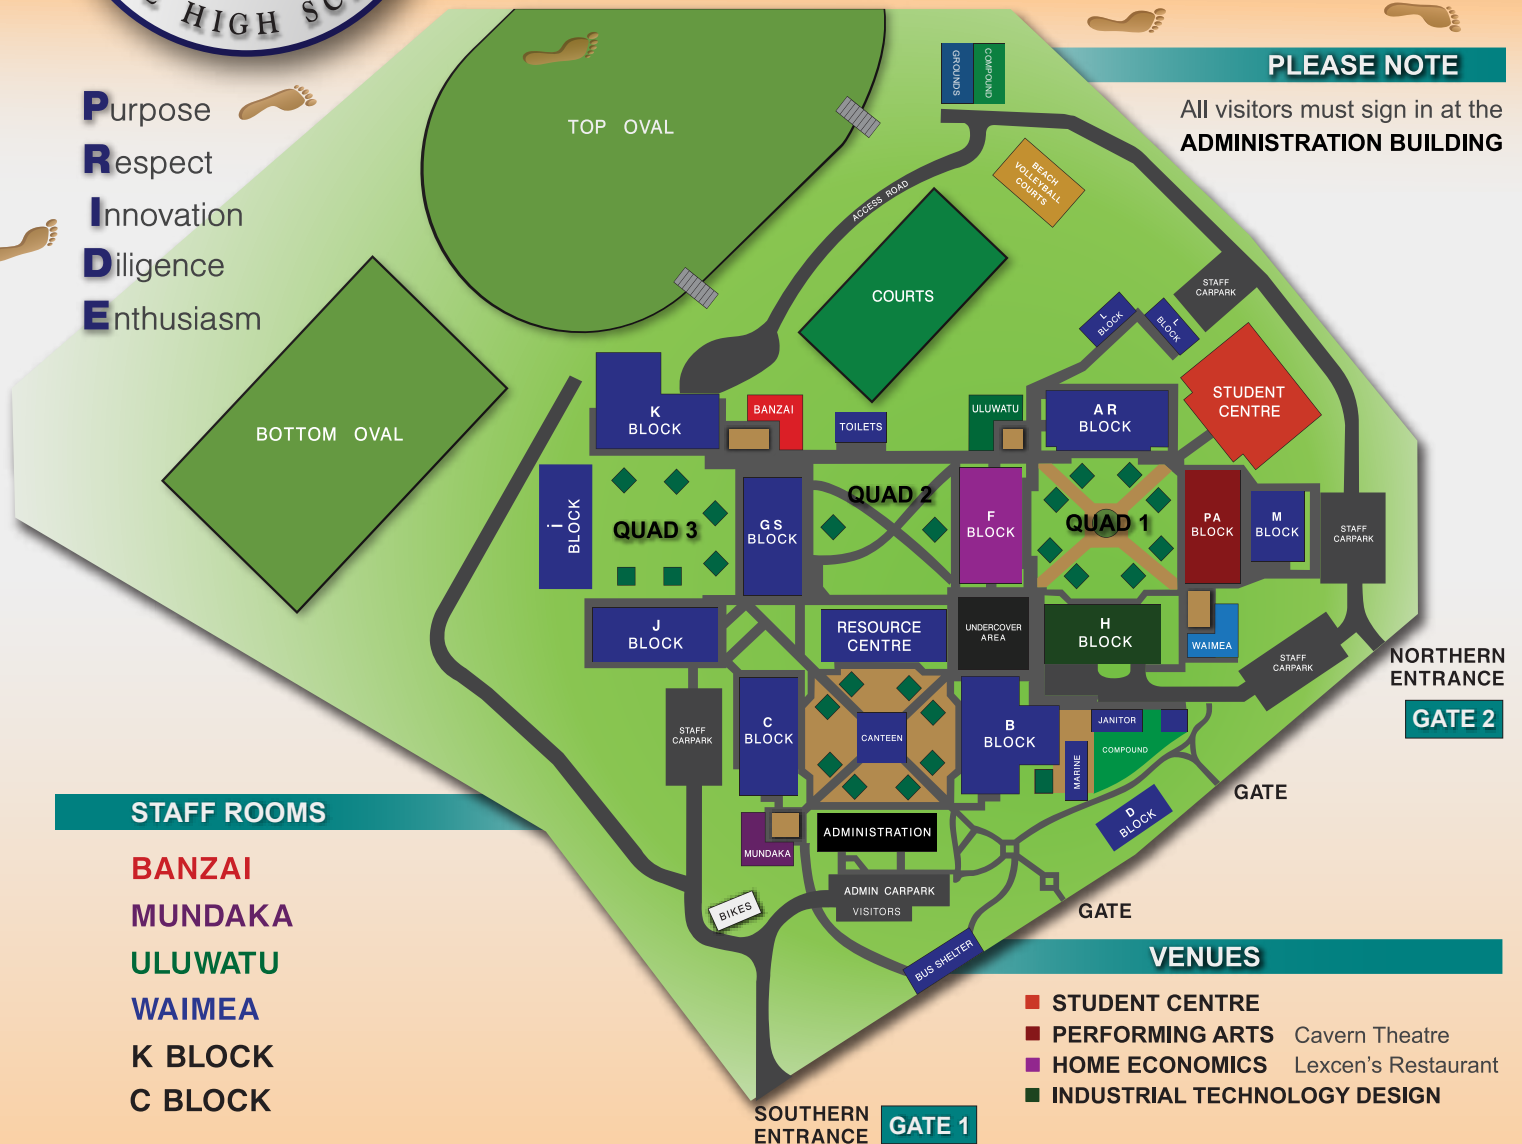 HIGH
Purpose
Respect
Innovation
Diligence
Enthusiasm
PLEASE NOTE
All visitors must sign in at the
ADMINISTRATION BUILDING
GROUNDS
COMPOUND
TOP OVAL
BEACH
VOLLEYBALL
COURTS
ACCESS ROAD
COURTS
STAFF
CARPARK
L
BLOCK
L
BLOCK
STUDENT
CENTRE
BOTTOM OVAL
K
BLOCK
BANZAI
TOILETS
ULUWATU
A R
BLOCK
i
BLOCK
QUAD 3
G S
BLOCK
QUAD 2
F
BLOCK
QUAD 1
PA
BLOCK
M
BLOCK
STAFF
CARPARK
J
BLOCK
RESOURCE
CENTRE
UNDERCOVER
AREA
H
BLOCK
WAIMEA
STAFF
CARPARK
NORTHERN
ENTRANCE
GATE 2
STAFF
CARPARK
C
BLOCK
CANTEEN
B
BLOCK
JANITOR
COMPOUND
MARINE
D
BLOCK
GATE
MUNDAKA
ADMINISTRATION
ADMIN CARPARK
VISITORS
BIKES
BUS SHELTER
GATE
SOUTHERN
ENTRANCE
GATE 1
STAFF ROOMS
BANZAI
MUNDAKA
ULUWATU
WAIMEA
K BLOCK
C BLOCK
VENUES
STUDENT CENTRE
PERFORMING ARTS Cavern Theatre
HOME ECONOMICS Lexcen's Restaurant
INDUSTRIAL TECHNOLOGY DESIGN